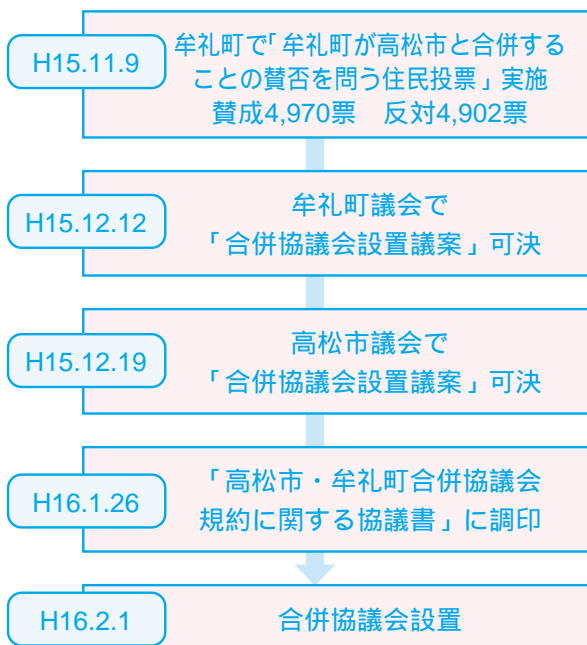 H15.11.9
牟礼町で「牟礼町が高松市と合併する
ことの賛否を問う住民投票」実施
賛成4,970票　反対4,902票
H15.12.12
牟礼町議会で
「合併協議会設置議案」可決
H15.12.19
高松市議会で
「合併協議会設置議案」可決
H16.1.26
「高松市・牟礼町合併協議会
規約に関する協議書」に調印
H16.2.1
合併協議会設置